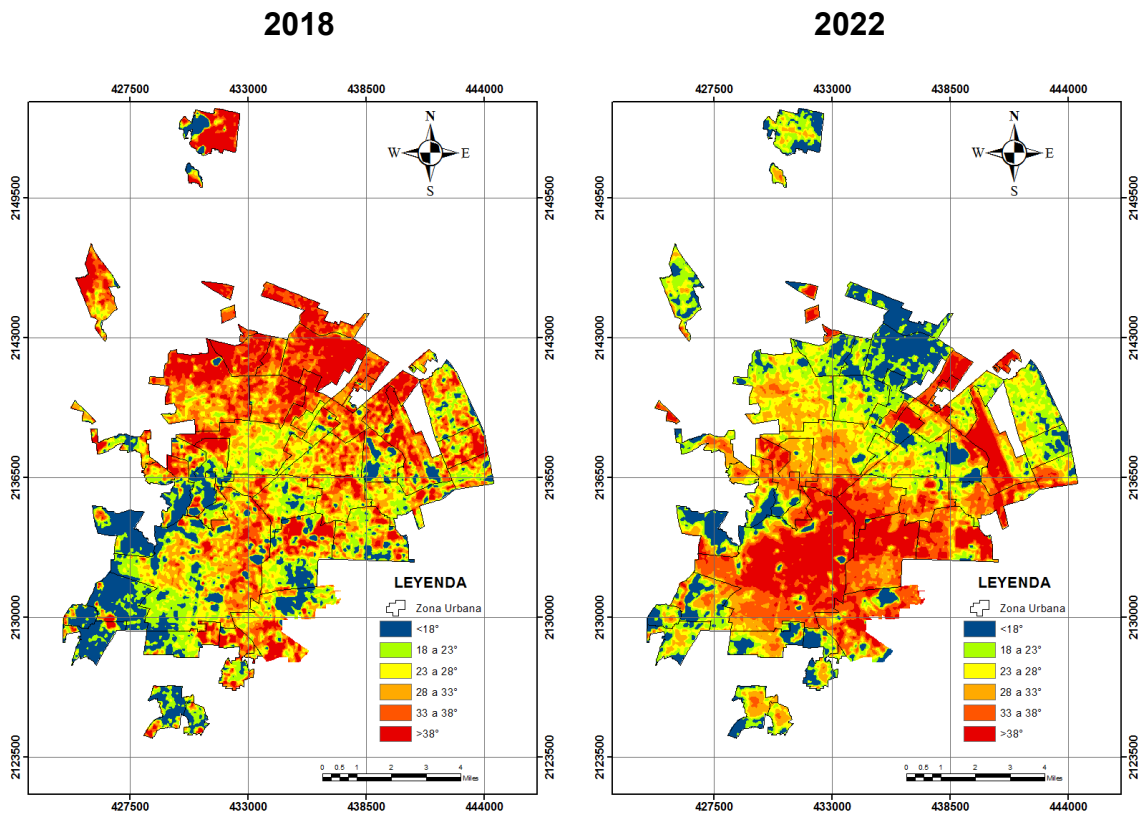 2018
2022
427500 433000 438500 444000
N
W E
S
2149500 2149500
2143000 2143000
2136500 2136500
2130000 2130000
2123500 2123500
LEYENDA
Zona Urbana
<18°
18 a 23°
23 a 28°
28 a 33°
33 a 38°
>38°
0 0.5 1 2 3 4
Miles
427500 433000 438500 444000
427500 433000 438500 444000
N
W E
S
2149500 2149500
2143000 2143000
2136500 2136500
2130000 2130000
2123500 2123500
LEYENDA
Zona Urbana
<18°
18 a 23°
23 a 28°
28 a 33°
33 a 38°
>38°
0 0.5 1 2 3 4
Miles
427500 433000 438500 444000